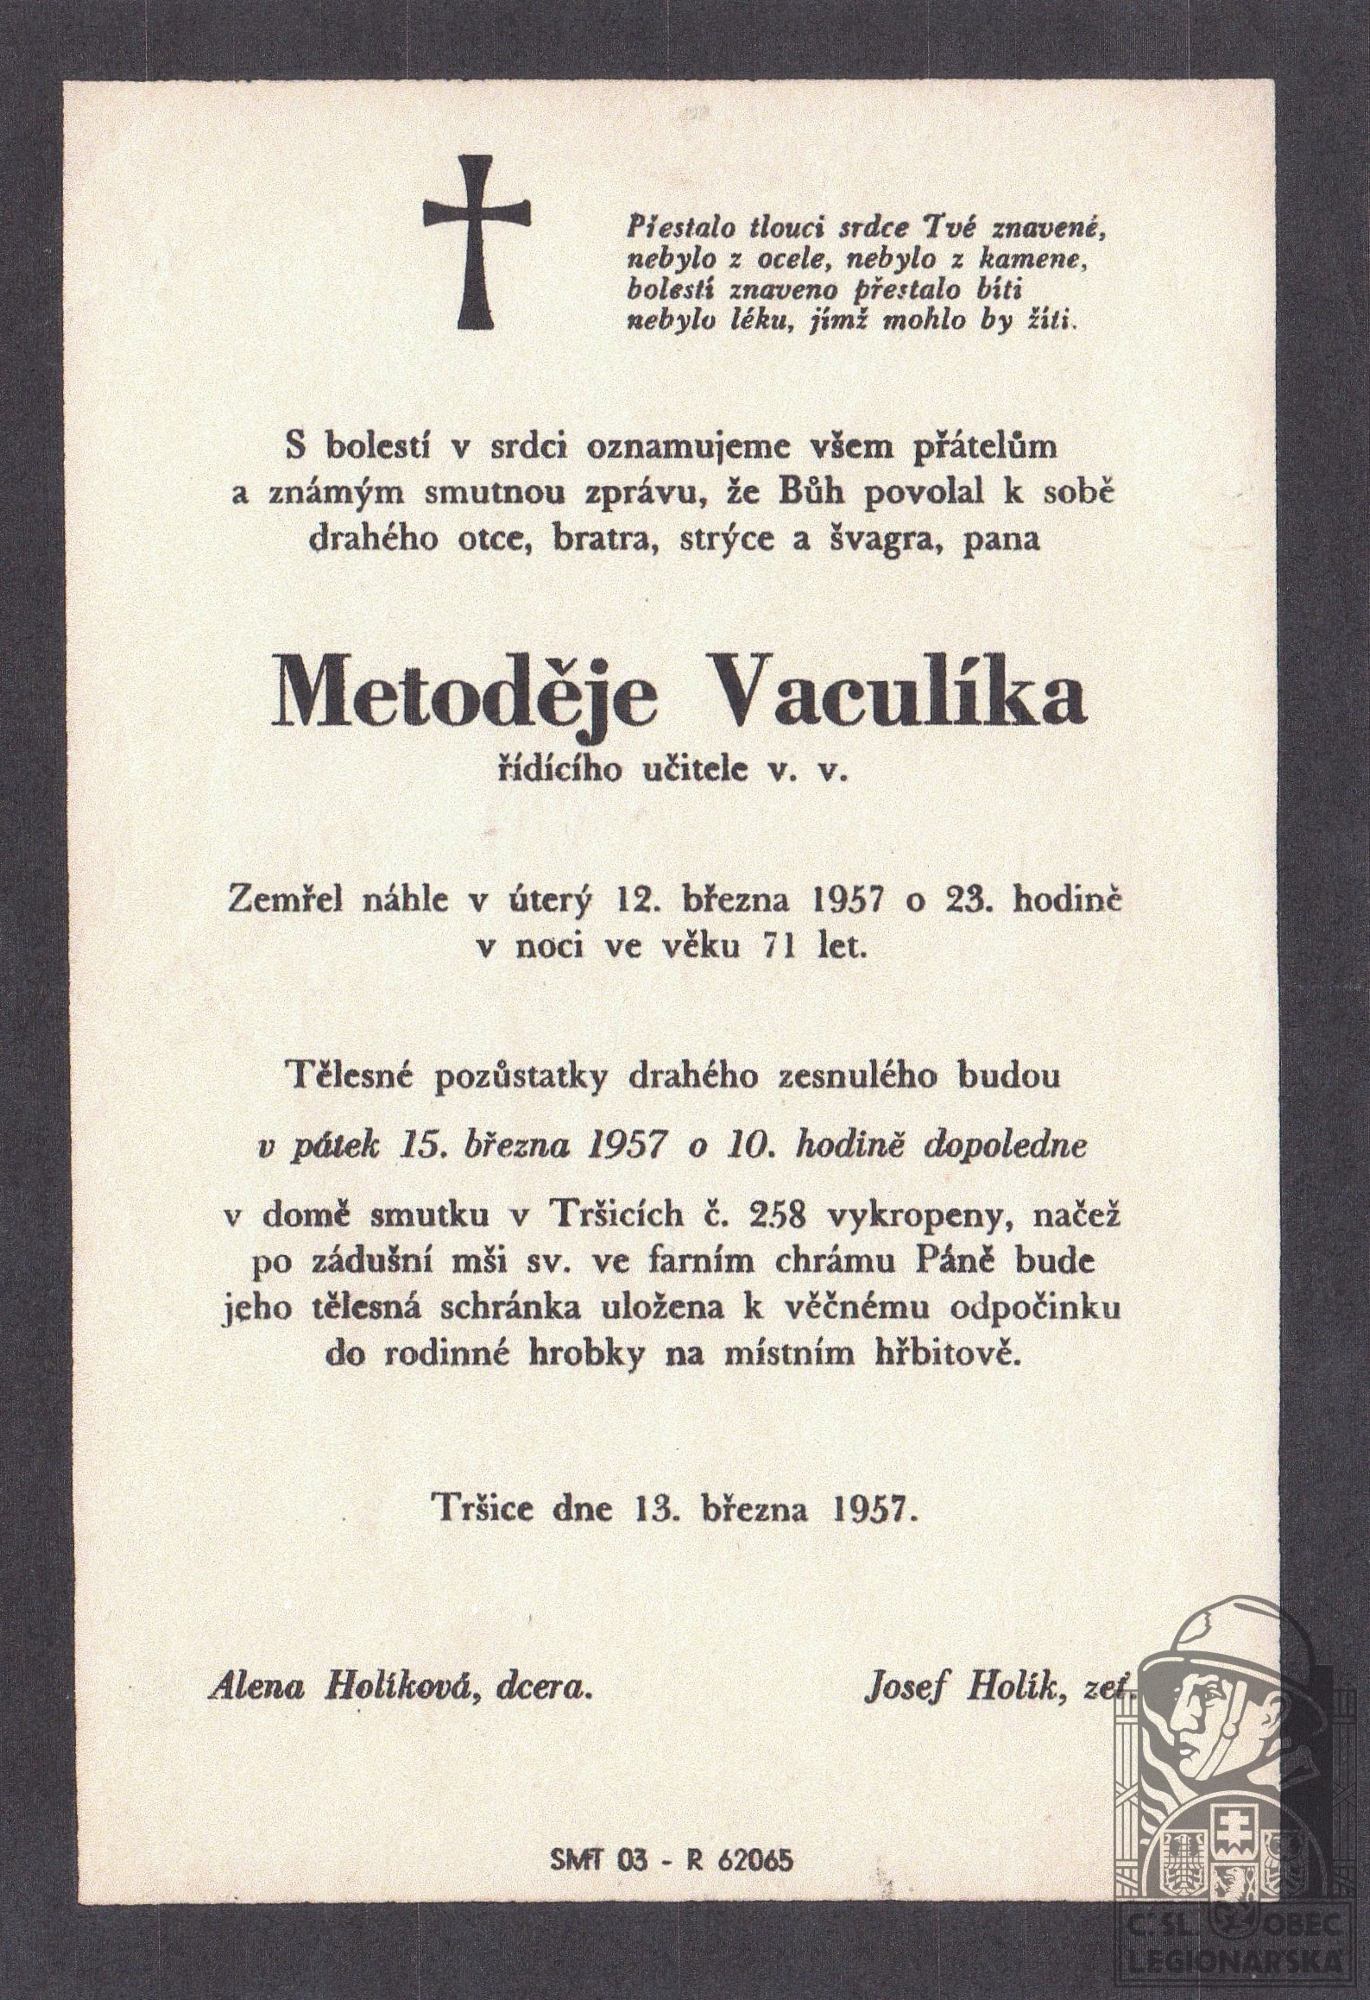 Přestalo tlouci srdce Tvé znavené,
nebylo z ocele, nebylo z kamene,
bolestí znaveno přestalo bíti
nebylo léku, jímž mohlo by žíti.
S bolestí v srdci oznamujeme všem přátelům
a známým smutnou zprávu, že Bůh povolal k sobě
drahého otce, bratra, strýce a švagra, pana
Metoděje Vaculíka
řídícího učitele v. v.
Zemřel náhle v úterý 12. března 1957 o 23. hodině
v noci ve věku 71 let.
Tělesné pozůstatky drahého zesnulého budou
v pátek 15. března 1957 o 10. hodině dopoledne
v domě smutku v Tršicích č. 258 vykropeny, načež
po zádušní mši sv. ve farním chrámu Páně bude
jeho tělesná schránka uložena k věčnému odpočinku
do rodinné hrobky na místním hřbitově.
Tršice dne 13. března 1957.
Alena Holíková, dcera.
Josef Holík, zeť.
SMT 03 - R 62065
Č SL OBEC
LEGIONÁŘSKÁ